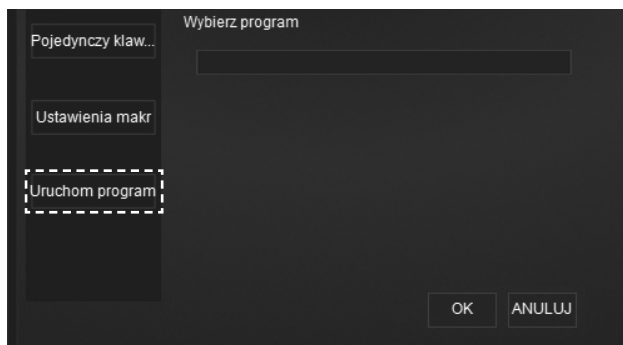 Pojedynczy klaw...
Wybierz program
Ustawienia makr
Uruchom program
OK
ANULUJ